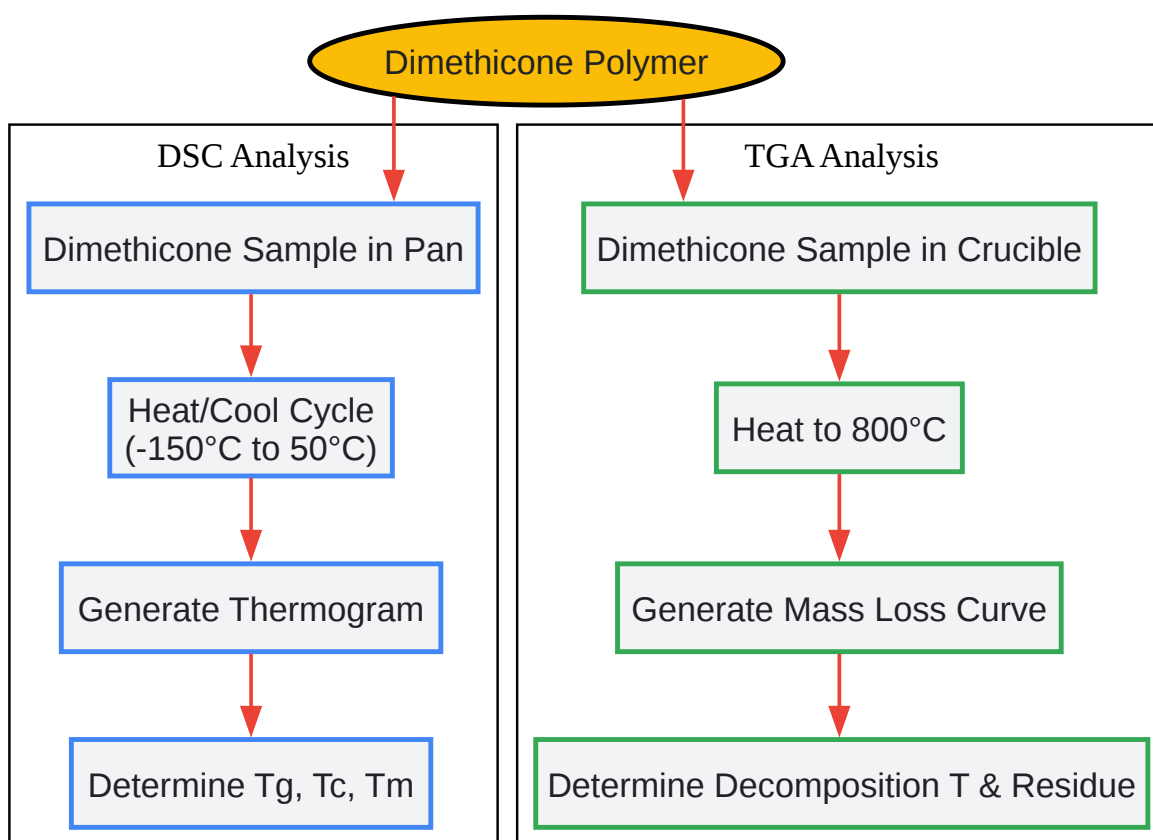 Dimethicone Polymer
DSC Analysis
Dimethicone Sample in Pan
Heat/Cool Cycle
(-150°C to 50°C)
Generate Thermogram
Determine Tg, Tc, Tm
TGA Analysis
Dimethicone Sample in Crucible
Heat to 800°C
Generate Mass Loss Curve
Determine Decomposition T & Residue